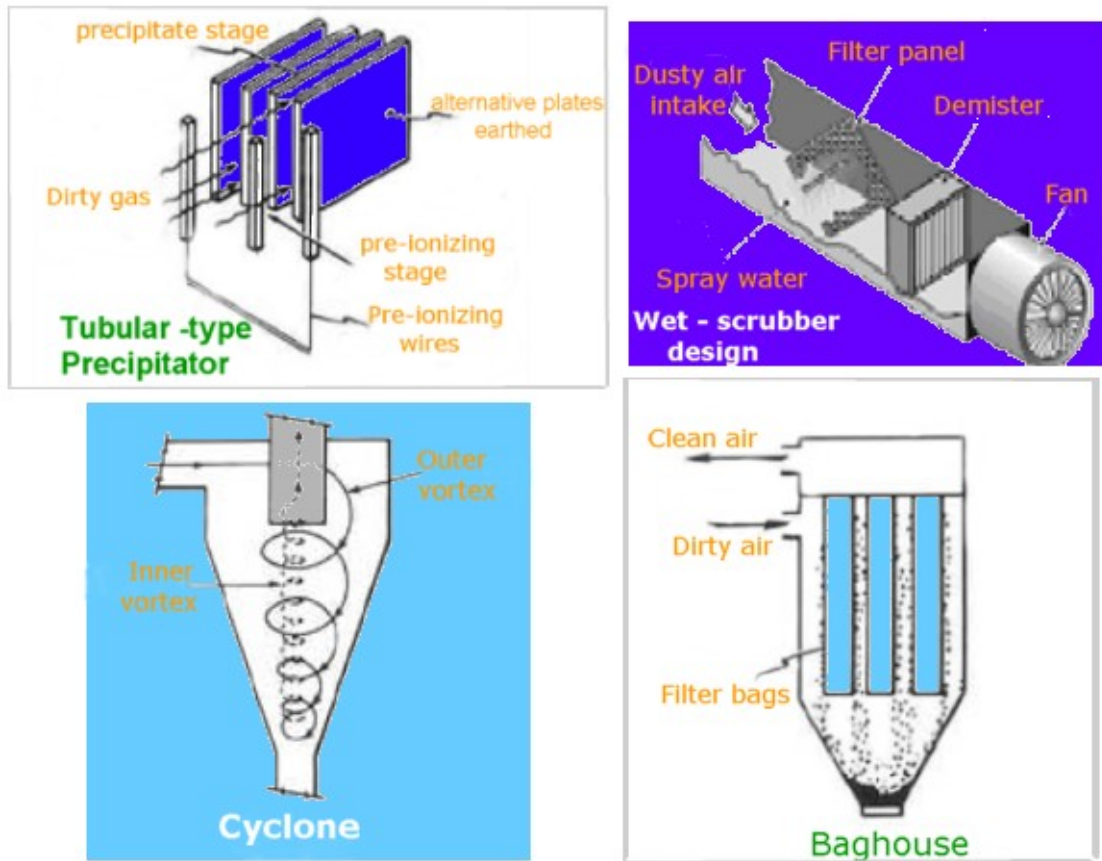 precipitate stage
alternative plates
earthed
Dirty gas
pre-ionizing
stage
Pre-ionizing
wires
Tubular -type
Precipitator
Filter panel
Dusty air
intake
Demister
Fan
Spray water
Wet - scrubber
design
Outer
vortex
Inner
vortex
Cyclone
Clean air
Dirty air
Filter bags
Baghouse